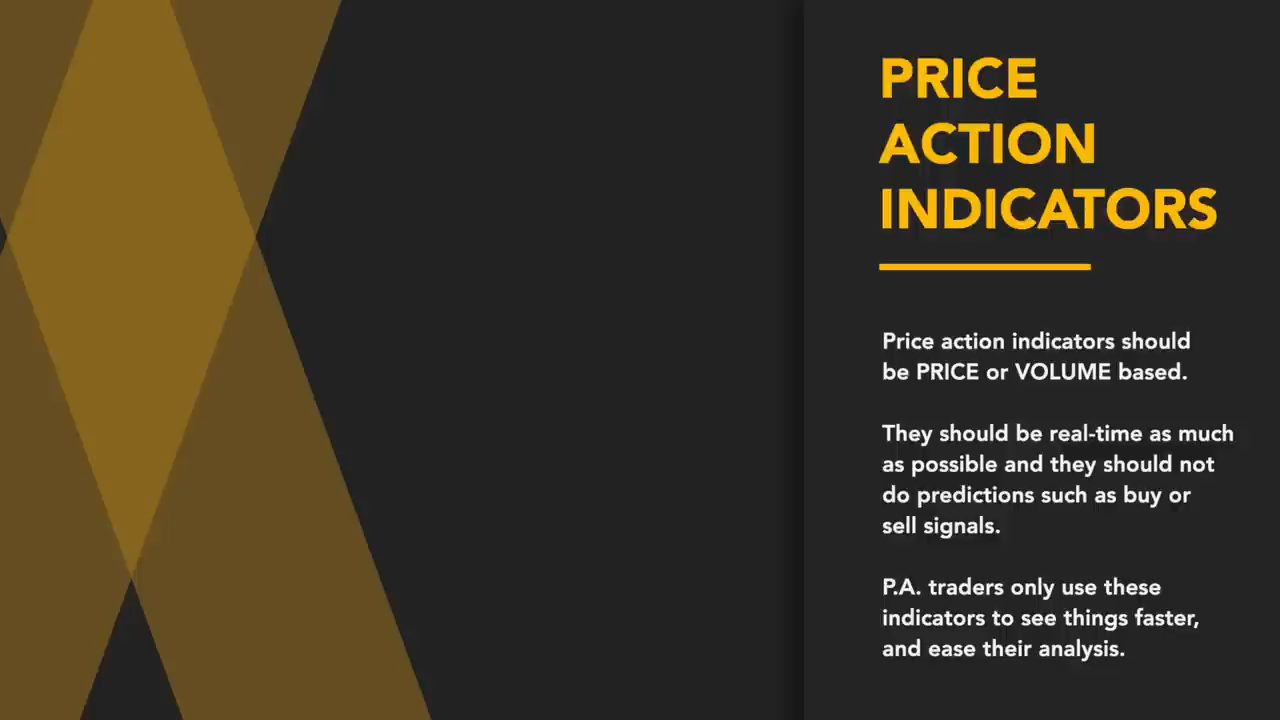 PRICE
ACTION
INDICATORS
Price action indicators should
be PRICE or VOLUME based.
They should be real-time as much
as possible and they should not
do predictions such as buy or
sell signals.
P.A. traders only use these
indicators to see things faster,
and ease their analysis.